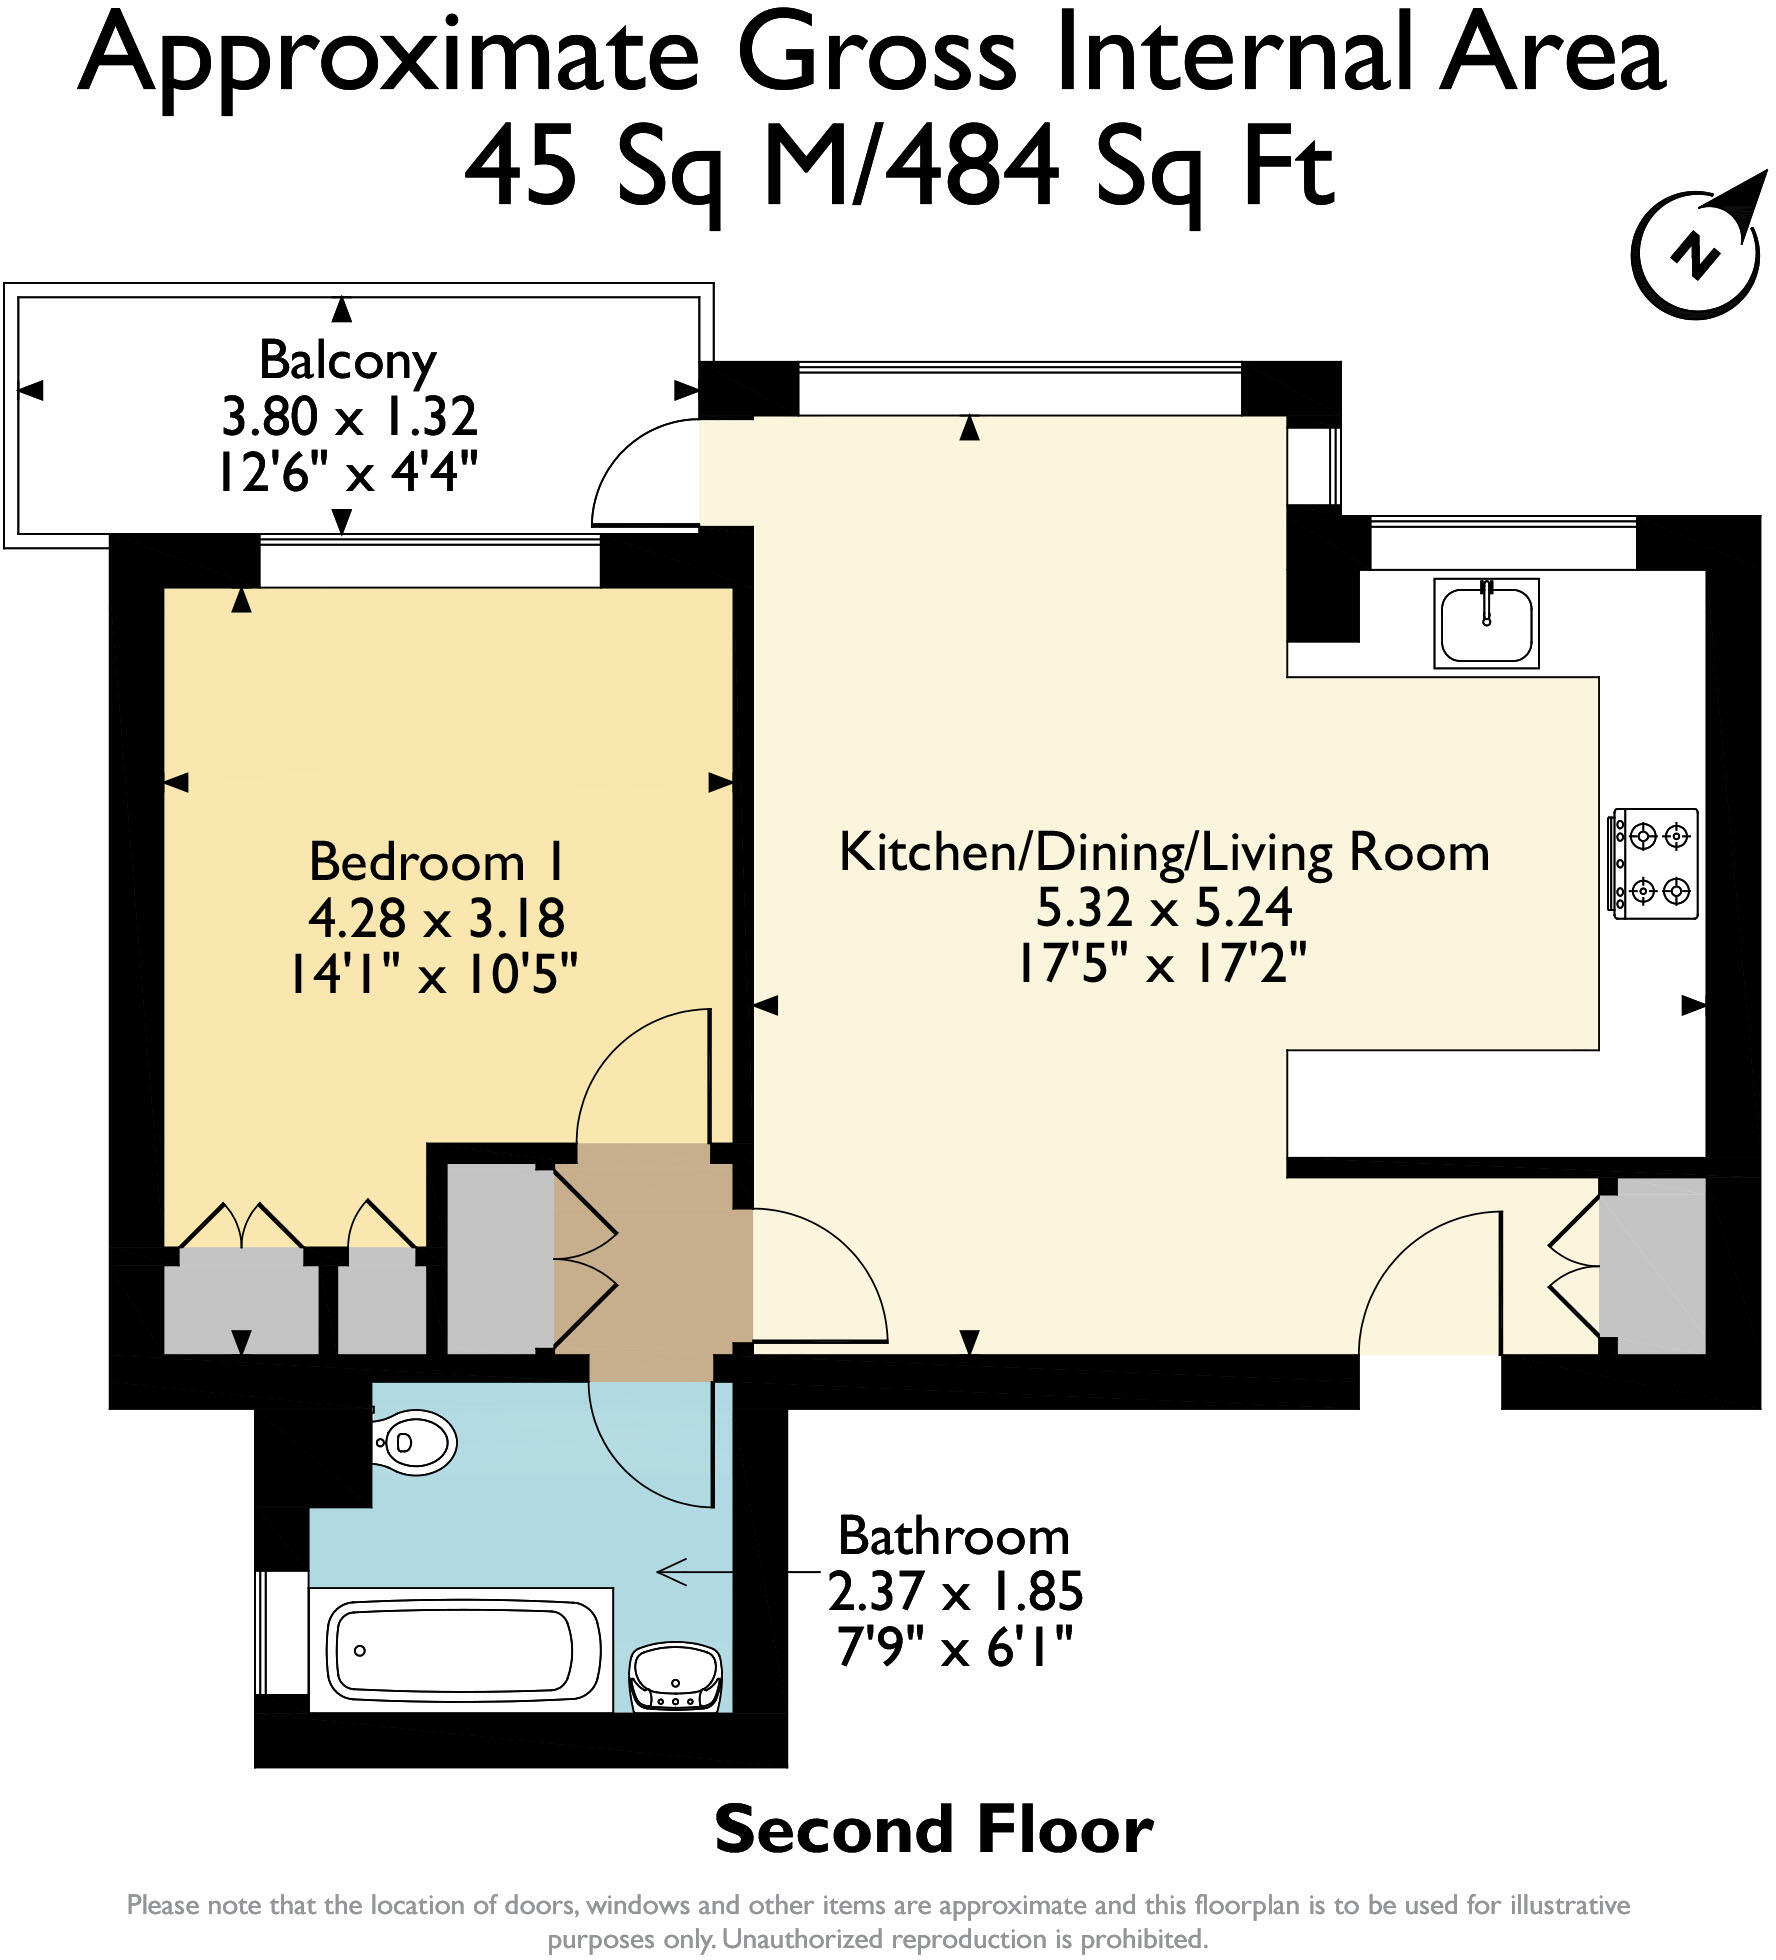 Approximate Gross Internal Area
45 Sq M/484 Sq Ft
N
Balcony
3.80 x 1.32
12'6" x 4'4"
Bedroom 1
4.28 x 3.18
14'1" x 10'5"
Kitchen/Dining/Living Room
5.32 x 5.24
17'5" x 17'2"
Bathroom
2.37 x 1.85
7'9" x 6'1"
Second Floor
Please note that the location of doors, windows and other items are approximate and this floorplan is to be used for illustrative
purposes only. Unauthorized reproduction is prohibited.